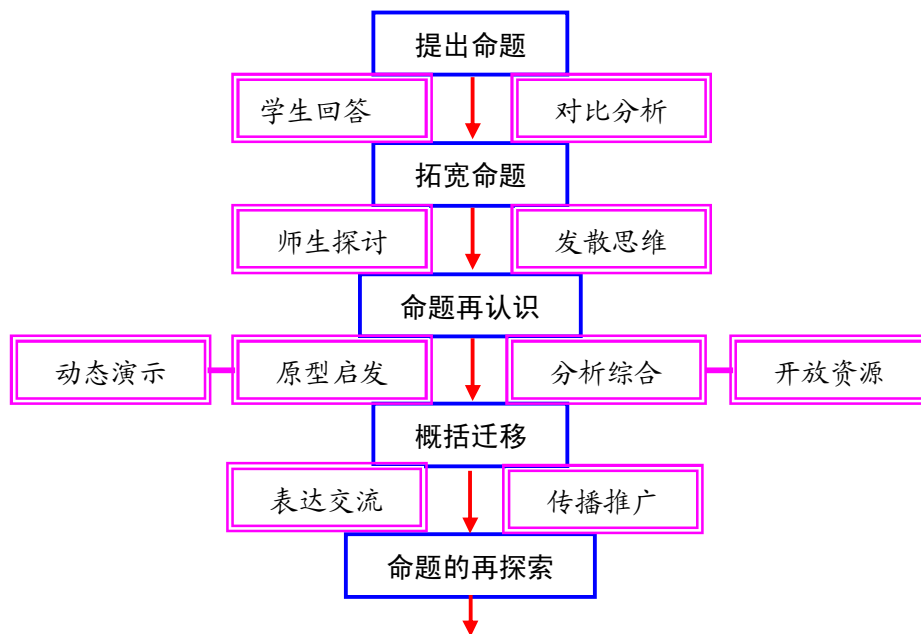 提出命题
学生回答
对比分析
拓宽命题
师生探讨
发散思维
命题再认识
动态演示
原型启发
分析综合
开放资源
概括迁移
表达交流
传播推广
命题的再探索